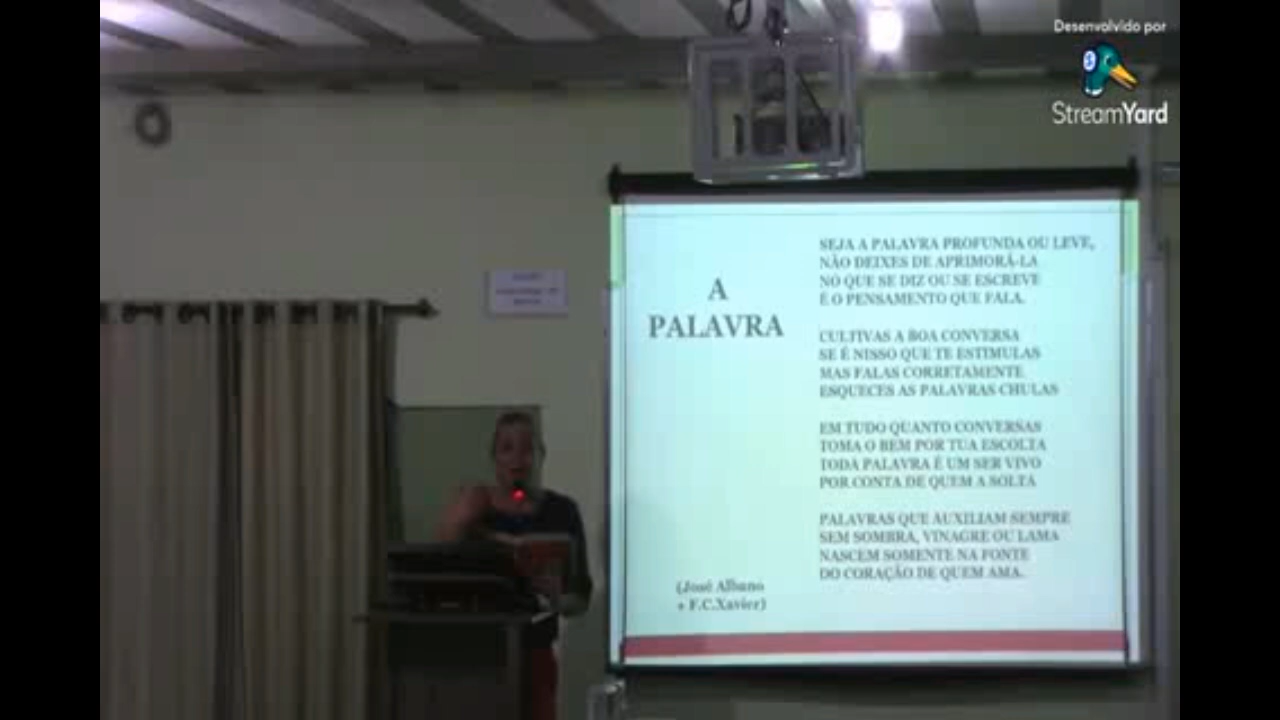 Desenvolvido por
StreamYard
A
PALAVRA
SEJA A PALAVRA PROFUNDA OU LEVE,
NÃO DEIXES DE APRIMORÁ-LA
NO QUE SE DIZ OU SE ESCREVE
É O PENSAMENTO QUE FALA.
CULTIVAS A BOA CONVERSA
SE É NISSO QUE TE ESTIMULAS
MAS FALAS CORRETAMENTE
ESQUECES AS PALAVRAS CHULAS
EM TUDO QUANTO CONVERSAS
TOMA O BEM POR TUA ESCOLTA
TODA PALAVRA É UM SER VIVO
POR CONTA DE QUEM A SOLTA
PALAVRAS QUE AUXILIAM SEMPRE
SEM SOMBRA, VINAGRE OU LAMA
NASCEM SOMENTE NA FONTE
DO CORAÇÃO DE QUEM AMA.
(José Albano
+ F.C.Xavier)